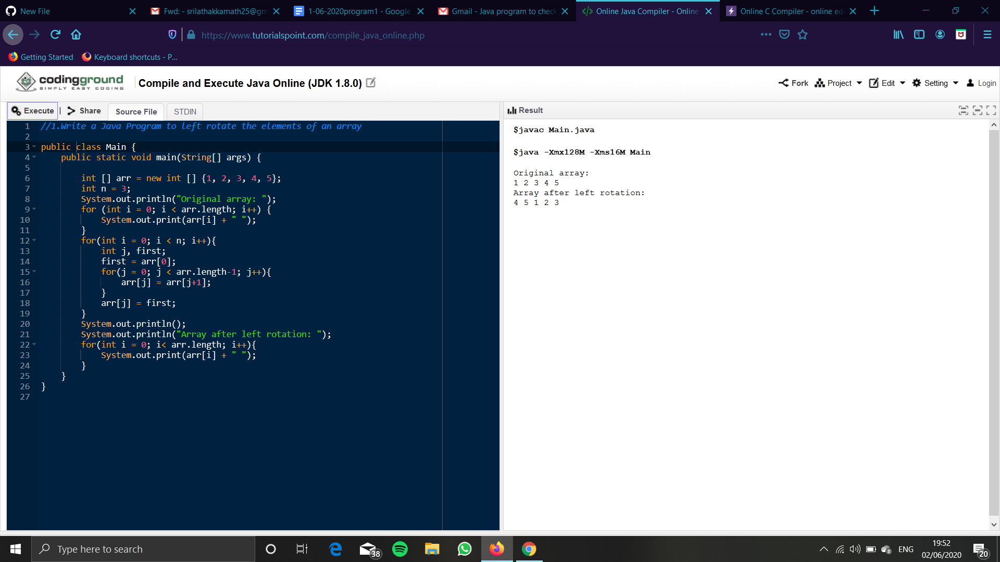 New File
Fwd: - srilathakkamath25@gm
1-06-2020program1 - Google
Gmail - Java program to check
Online Java Compiler - Online
Online C Compiler - online edi
https://www.tutorialspoint.com/compile_java_online.php
Getting Started
Keyboard shortcuts - P...
codingground
SIMPLY EASY CODING
Compile and Execute Java Online (JDK 1.8.0)
Fork Project Edit Setting Login
Execute | Share Source File STDIN
1 //1.Write a Java Program to left rotate the elements of an array
2
3 public class Main {
4 public static void main(String[] args) {
5
6 int [] arr = new int [] {1, 2, 3, 4, 5};
7 int n = 3;
8 System.out.println("Original array: ");
9 for (int i = 0; i < arr.length; i++) {
10 System.out.print(arr[i] + " ");
11 }
12 for(int i = 0; i < n; i++){
13 int j, first;
14 first = arr[0];
15 for(j = 0; j < arr.length-1; j++){
16 arr[j] = arr[j+1];
17 }
18 arr[j] = first;
19 }
20 System.out.println();
21 System.out.println("Array after left rotation: ");
22 for(int i = 0; i< arr.length; i++){
23 System.out.print(arr[i] + " ");
24 }
25 }
26 }
27
Result
$javac Main.java
$java -Xmx128M -Xms16M Main
Original array:
1 2 3 4 5
Array after left rotation:
4 5 1 2 3
Type here to search
38
ENG
19:52
02/06/2020
20